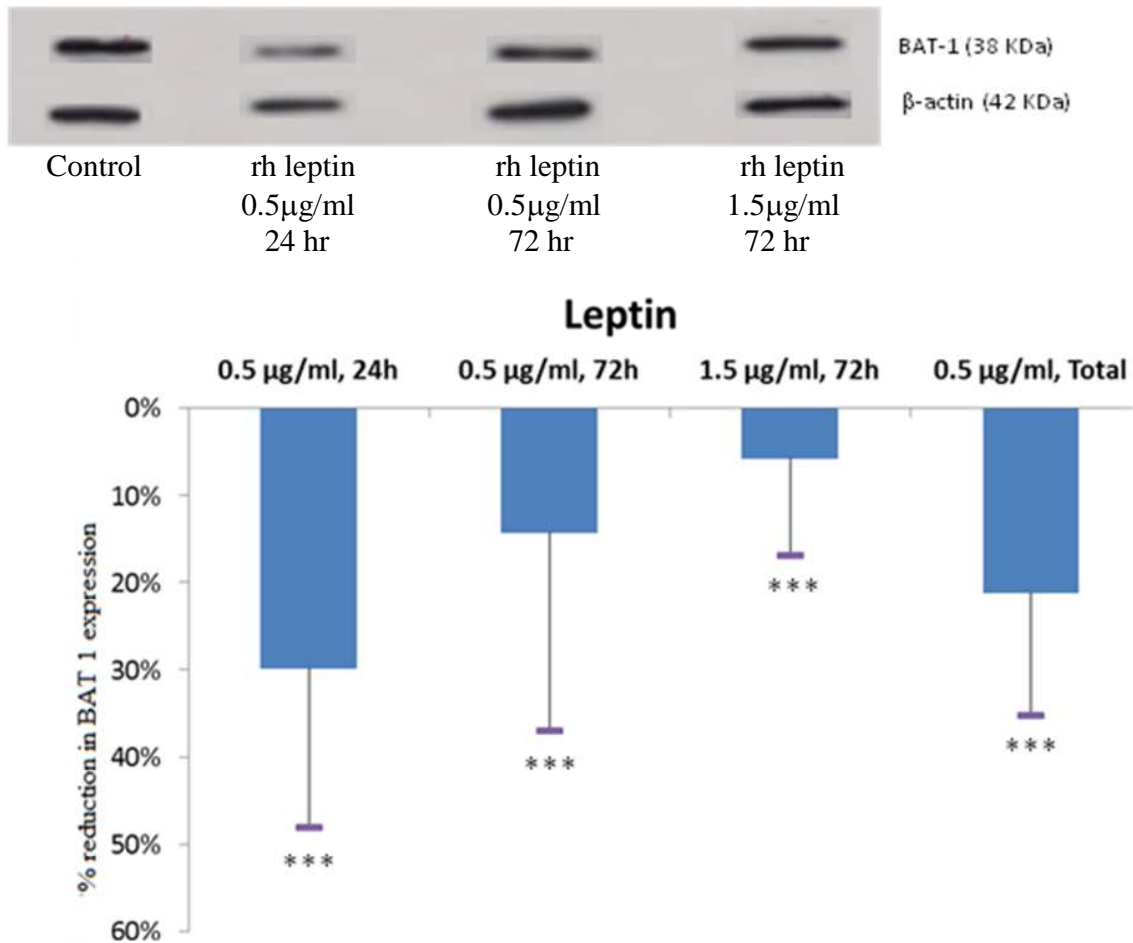 BAT-1 (38 KDa)
β-actin (42 KDa)
Control rh leptin rh leptin rh leptin
0.5μg/ml 0.5μg/ml 1.5μg/ml
24 hr 72 hr 72 hr
Leptin
0.5 μg/ml, 24h 0.5 μg/ml, 72h 1.5 μg/ml, 72h 0.5 μg/ml, Total
% reduction in BAT 1 expression
0%
10%
20%
30%
40%
50%
60%
***
***
***
***